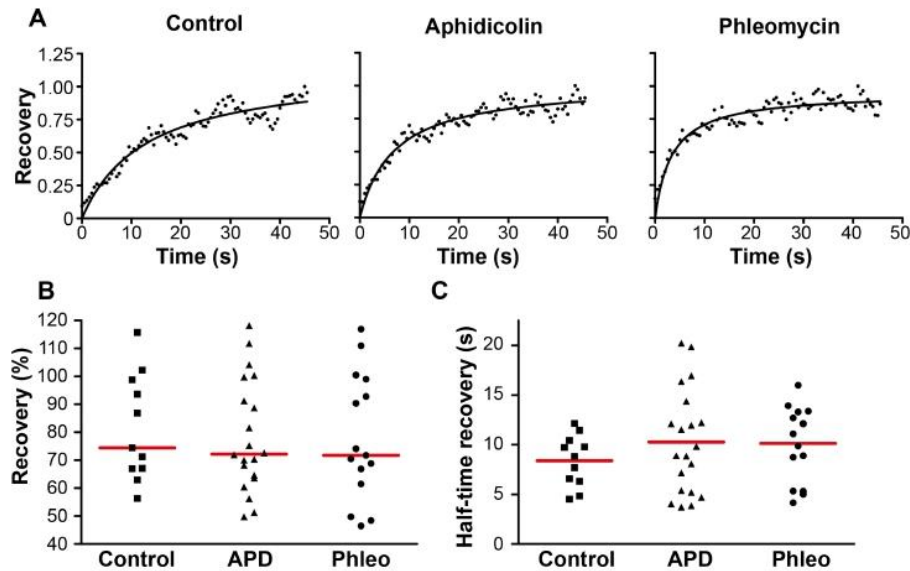 A
Control
Aphidicolin
Phleomycin
Recovery
1.25
1.00
0.75
0.50
0.25
0
0 10 20 30 40 50
0 10 20 30 40 50
0 10 20 30 40 50
Time (s)
Time (s)
Time (s)
B
Recovery (%)
120
110
100
90
80
70
60
50
40
Control APD Phleo
C
Half-time recovery (s)
20
15
10
5
0
Control APD Phleo